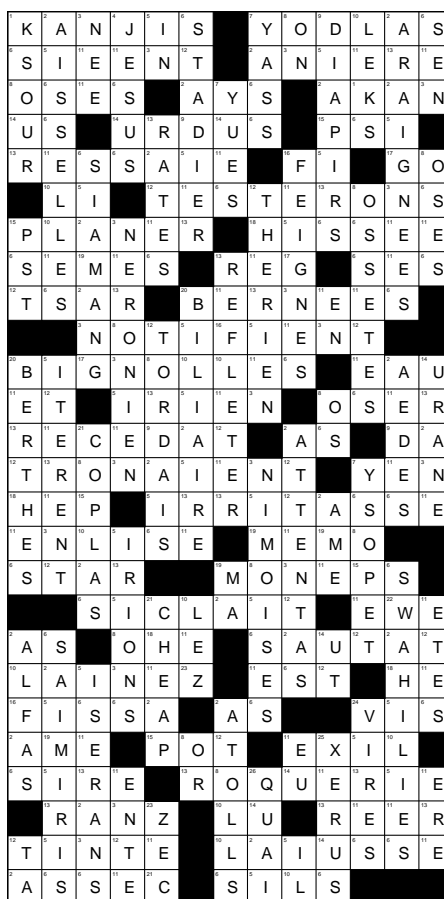 KANJIS YODLAS
SIEENT ANIERE
OSES AYS AKAN
US URDUS PSI
RESSAIE FI GO
LI TESTERONS
PLANER HISSEE
SEMES REG SES
TSAR BERNEES
NOTIFIENT
BIGNOLLES EAU
ET IRIEN OSER
RECEDAT AS DA
TRONAIENT YEN
HEP IRRITASSE
ENLISE MEMO
STAR MONEPS
SICLAIT EWE
AS OHE SAUTAT
LAINEZ EST HE
FISSA AS VIS
AME POT EXIL
SIRE ROQUERIE
RANZ LU REER
TINTE LAIUSSE
ASSEC SILS